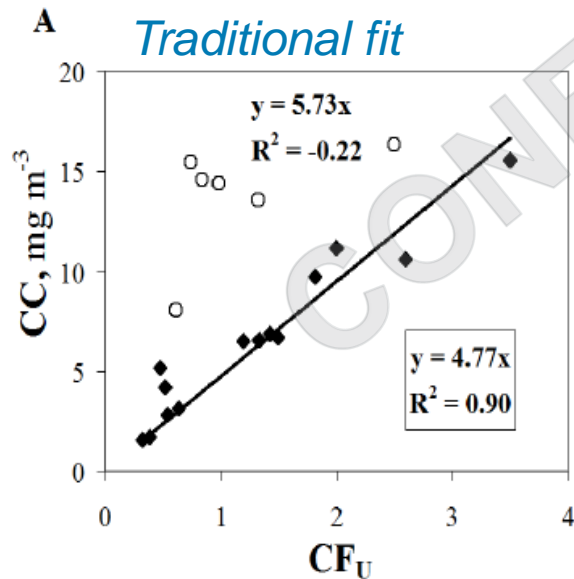 A
Traditional fit
20
y = 5.73x
R² = -0.22
15
CC, mg m⁻³
10
y = 4.77x
R² = 0.90
5
0
0 1 2 3 4
CF_U
CONF